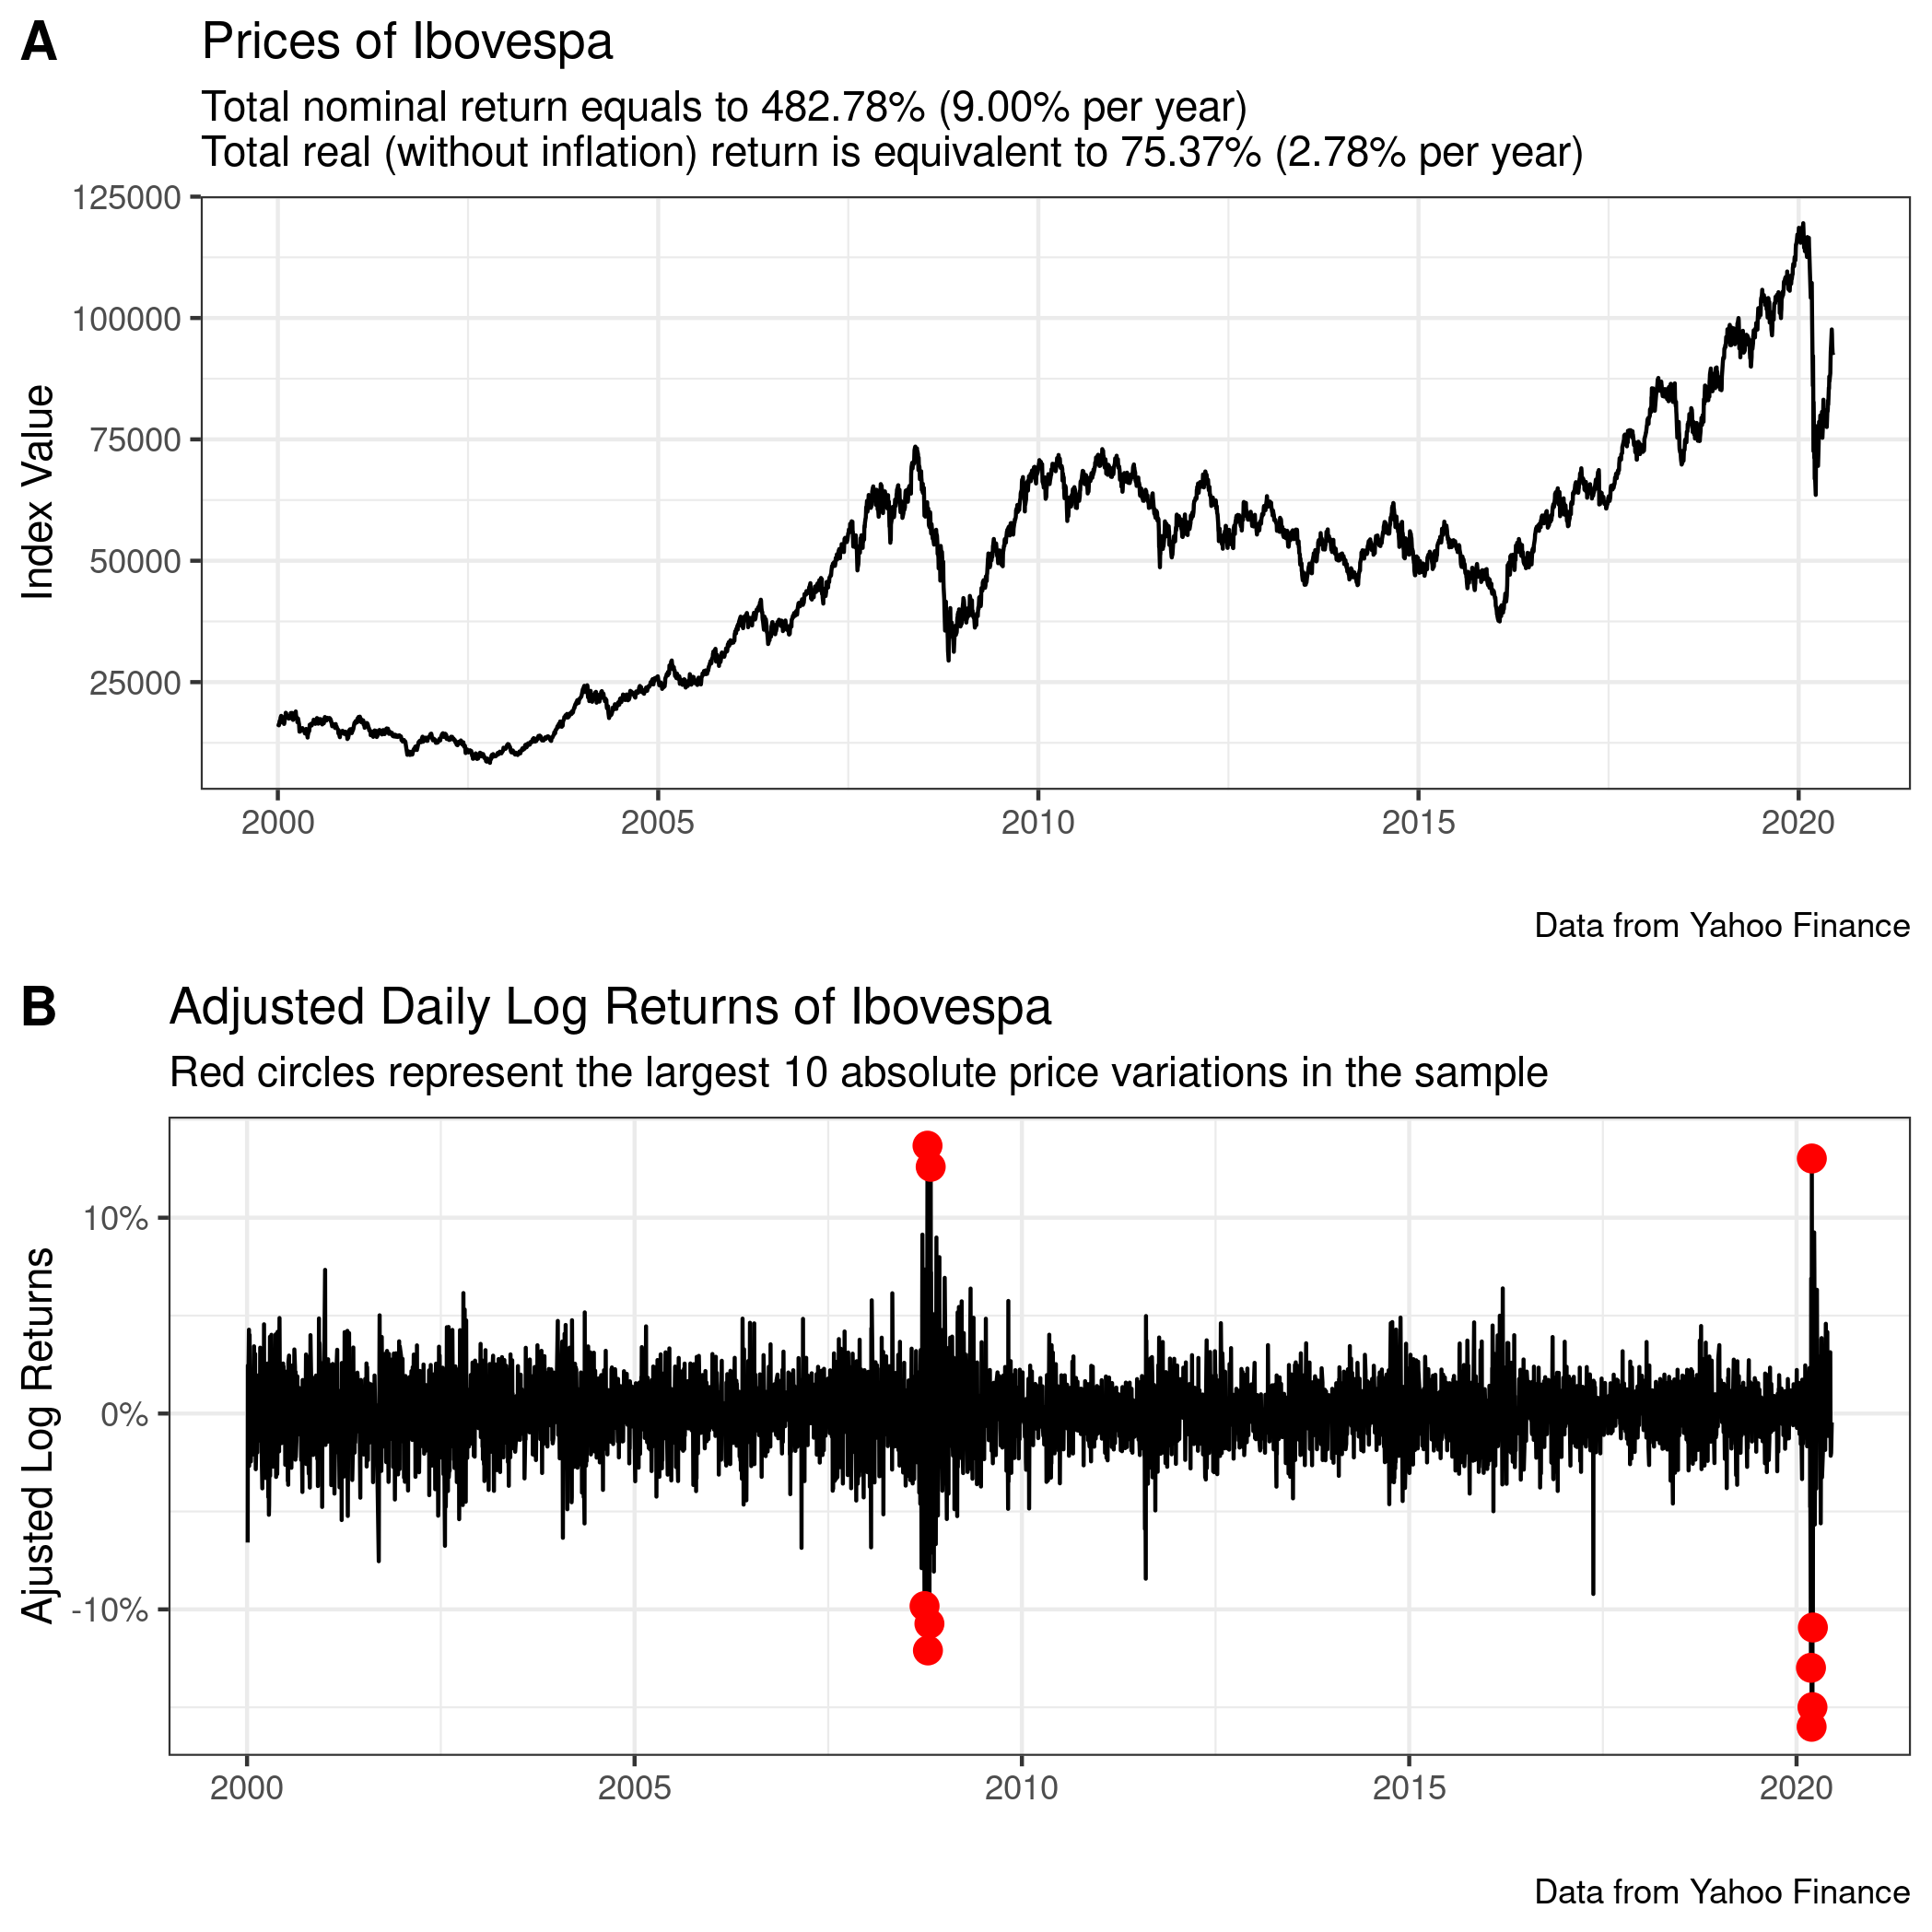 A
Prices of Ibovespa
Total nominal return equals to 482.78% (9.00% per year)
Total real (without inflation) return is equivalent to 75.37% (2.78% per year)
125000
100000
75000
50000
25000
Index Value
2000 2005 2010 2015 2020
Data from Yahoo Finance
B
Adjusted Daily Log Returns of Ibovespa
Red circles represent the largest 10 absolute price variations in the sample
10%
0%
-10%
Ajusted Log Returns
2000 2005 2010 2015 2020
Data from Yahoo Finance